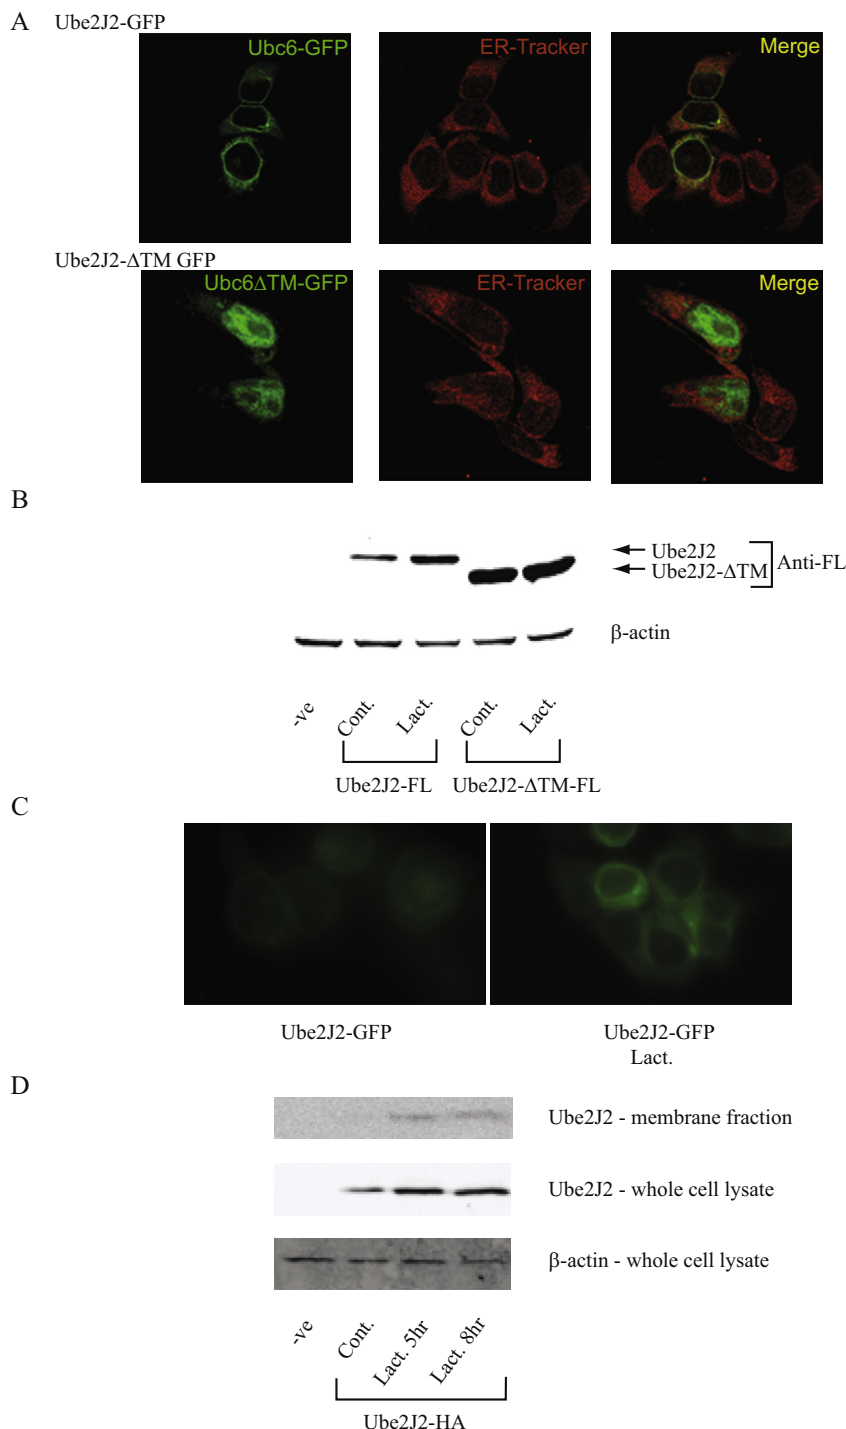 A
Ube2J2-GFP
Ubc6-GFP
ER-Tracker
Merge
Ube2J2-ΔTM GFP
Ubc6ΔTM-GFP
ER-Tracker
Merge
B
Ube2J2
Ube2J2-ΔTM
Anti-FL
β-actin
-ve
Cont.
Lact.
Cont.
Lact.
Ube2J2-FL
Ube2J2-ΔTM-FL
C
Ube2J2-GFP
Ube2J2-GFP
Lact.
D
Ube2J2 - membrane fraction
Ube2J2 - whole cell lysate
β-actin - whole cell lysate
-ve
Cont.
Lact. 5hr
Lact. 8hr
Ube2J2-HA